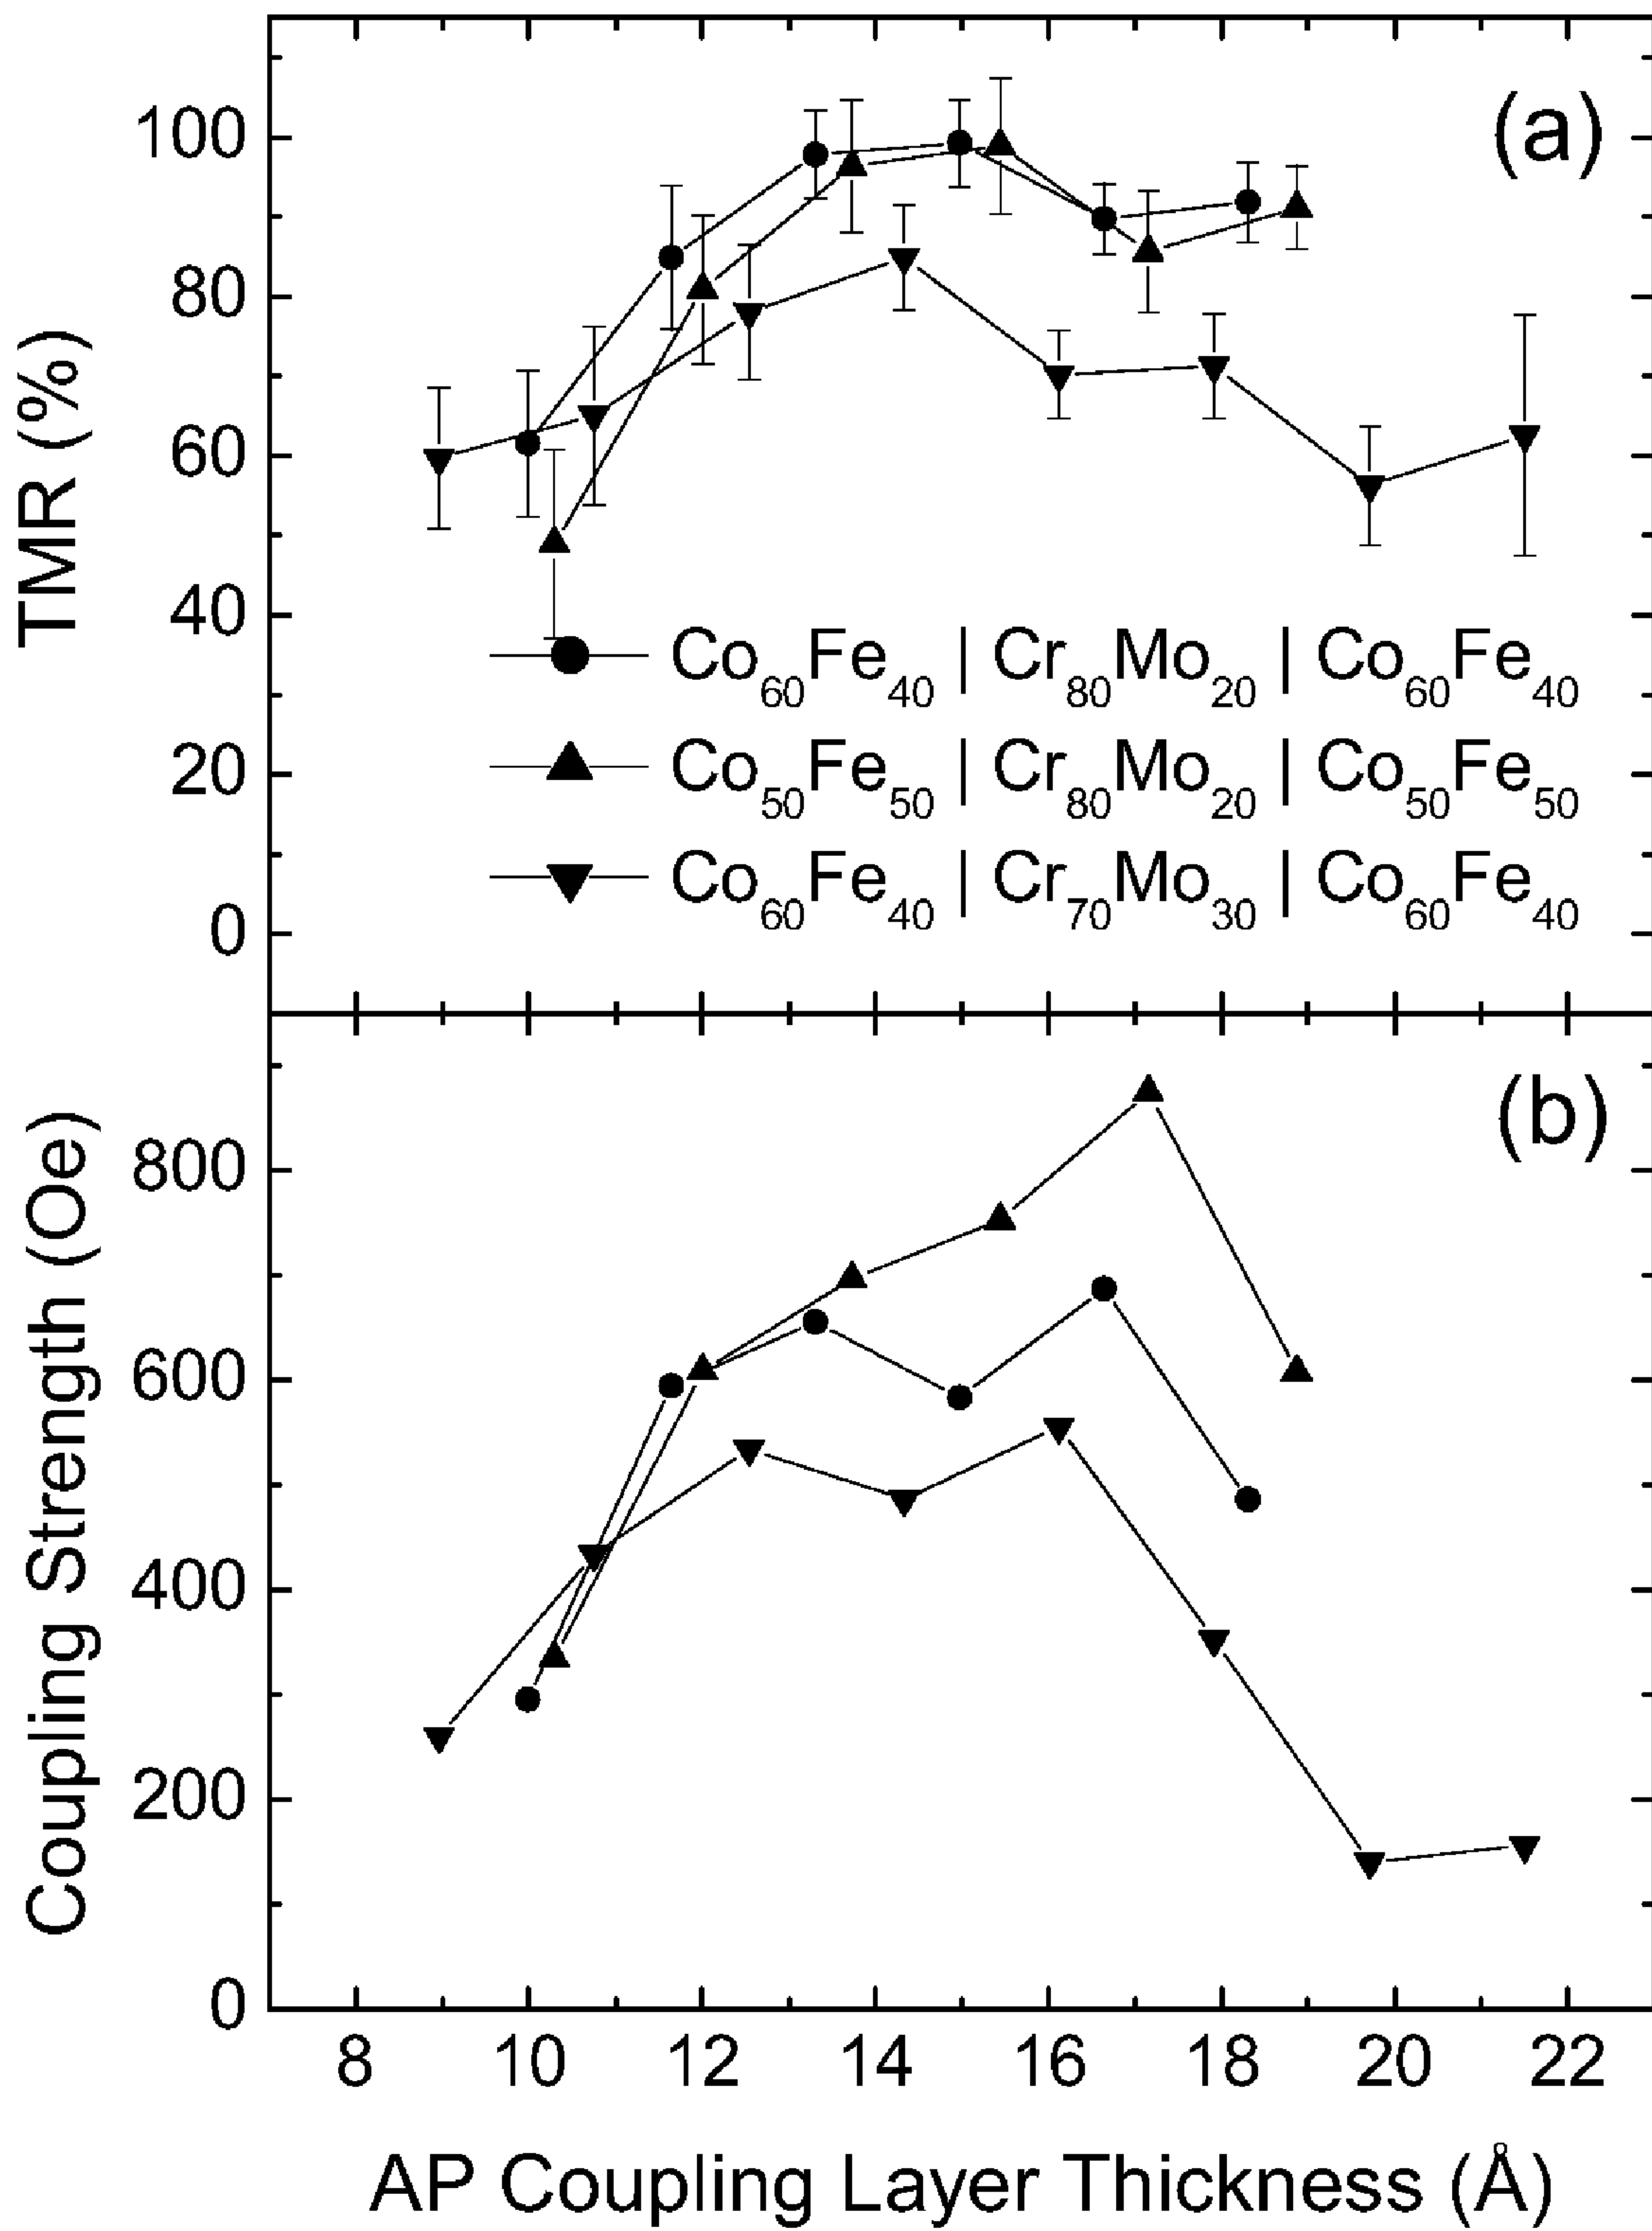 (a)
100
80
60
40
20
0
TMR (%)
Co60Fe40 | Cr80Mo20 | Co60Fe40
Co50Fe50 | Cr80Mo20 | Co50Fe50
Co60Fe40 | Cr70Mo30 | Co60Fe40
(b)
800
600
400
200
0
Coupling Strength (Oe)
8 10 12 14 16 18 20 22
AP Coupling Layer Thickness (Å)